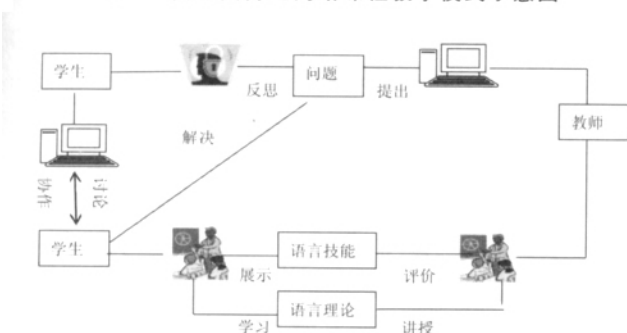 学生
反思
问题
提出
教师
解决
协作
讨论
学生
展示
语言技能
评价
学习
语言理论
讲授